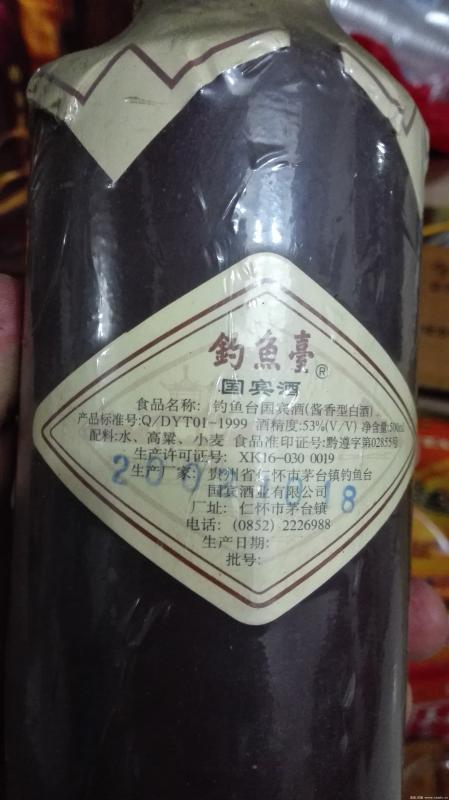 釣魚臺®
国宾酒
食品名称: 钓鱼台国宾酒(酱香型白酒)
产品标准号:Q/DYT01-1999 酒精度:53%(V/V) 净含量:500ml
配料:水、高粱、小麦 食品准印证号:黔遵字第02855号
生产许可证号: XK16-030 0019
生产厂家: 贵州省仁怀市茅台镇钓鱼台
国宾酒业有限公司
厂址: 仁怀市茅台镇
电话: (0852) 2226988
生产日期:
批号: